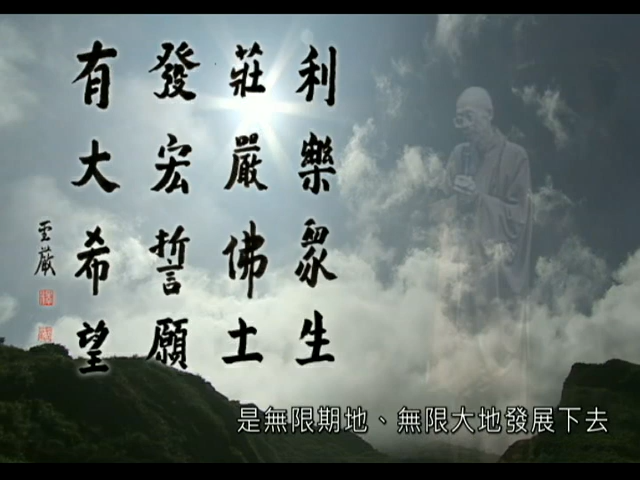 利樂眾生
莊嚴佛土
發宏誓願
有大希望
聖嚴
是無限期地、無限大地發展下去